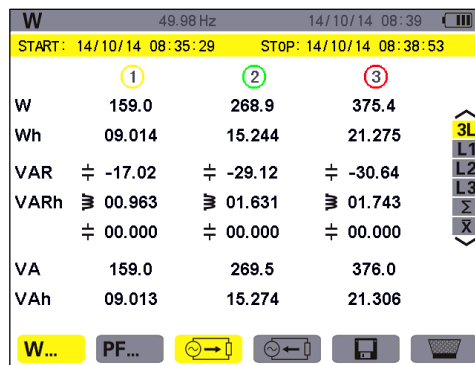 W 49.98 Hz 14/10/14 08:39
START: 14/10/14 08:35:29 STOP: 14/10/14 08:38:53
1 2 3
W 159.0 268.9 375.4
Wh 09.014 15.244 21.275
3L
L1
VAR -17.02 -29.12 -30.64
L2
L3
VARh 00.963 01.631 01.743
Σ
00.000 00.000 00.000
X̄
VA 159.0 269.5 376.0
VAh 09.013 15.274 21.306
W... PF...